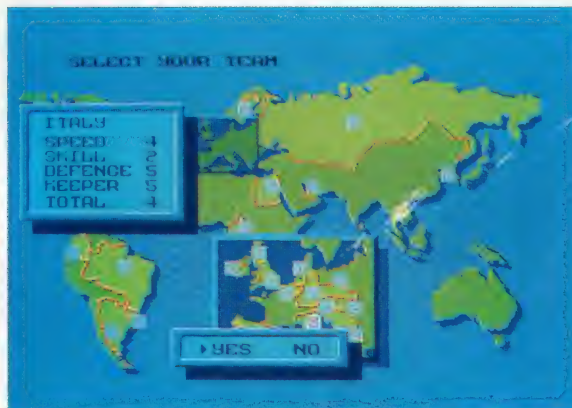 SELECT YOUR TEAM
ITALY
SPEED 4
SKILL 2
DEFENCE 5
KEEPER 5
TOTAL 4
▸YES NO